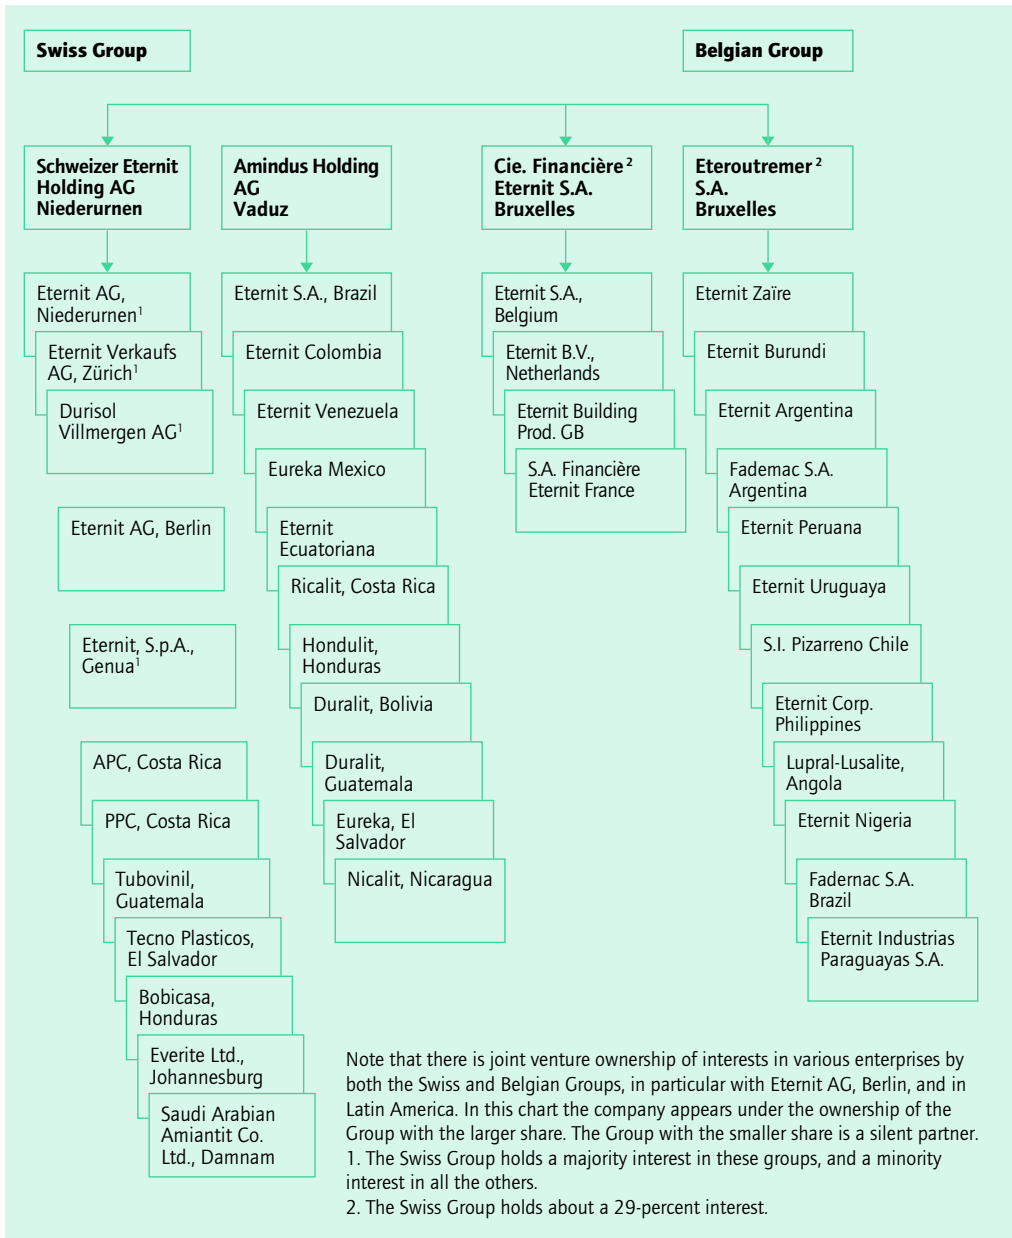 Swiss Group
Belgian Group
Schweizer Eternit
Holding AG
Niederurnen
Amindus Holding
AG
Vaduz
Cie. Financière 2
Eternit S.A.
Bruxelles
Eteroutremer 2
S.A.
Bruxelles
Eternit AG,
Niederurnen1
Eternit Verkaufs
AG, Zürich1
Durisol
Villmergen AG1
Eternit AG, Berlin
Eternit, S.p.A.,
Genua1
APC, Costa Rica
PPC, Costa Rica
Tubovinil,
Guatemala
Tecno Plasticos,
El Salvador
Bobicasa,
Honduras
Everite Ltd.,
Johannesburg
Saudi Arabian
Amiantit Co.
Ltd., Damnam
Eternit S.A., Brazil
Eternit Colombia
Eternit Venezuela
Eureka Mexico
Eternit
Ecuatoriana
Ricalit, Costa Rica
Hondulit,
Honduras
Duralit, Bolivia
Duralit,
Guatemala
Eureka, El
Salvador
Nicalit, Nicaragua
Eternit S.A.,
Belgium
Eternit B.V.,
Netherlands
Eternit Building
Prod. GB
S.A. Financière
Eternit France
Eternit Zaïre
Eternit Burundi
Eternit Argentina
Fademac S.A.
Argentina
Eternit Peruana
Eternit Uruguaya
S.I. Pizarreno Chile
Eternit Corp.
Philippines
Lupral-Lusalite,
Angola
Eternit Nigeria
Fadernac S.A.
Brazil
Eternit Industrias
Paraguayas S.A.
Note that there is joint venture ownership of interests in various enterprises by
both the Swiss and Belgian Groups, in particular with Eternit AG, Berlin, and in
Latin America. In this chart the company appears under the ownership of the
Group with the larger share. The Group with the smaller share is a silent partner.
1. The Swiss Group holds a majority interest in these groups, and a minority
interest in all the others.
2. The Swiss Group holds about a 29-percent interest.